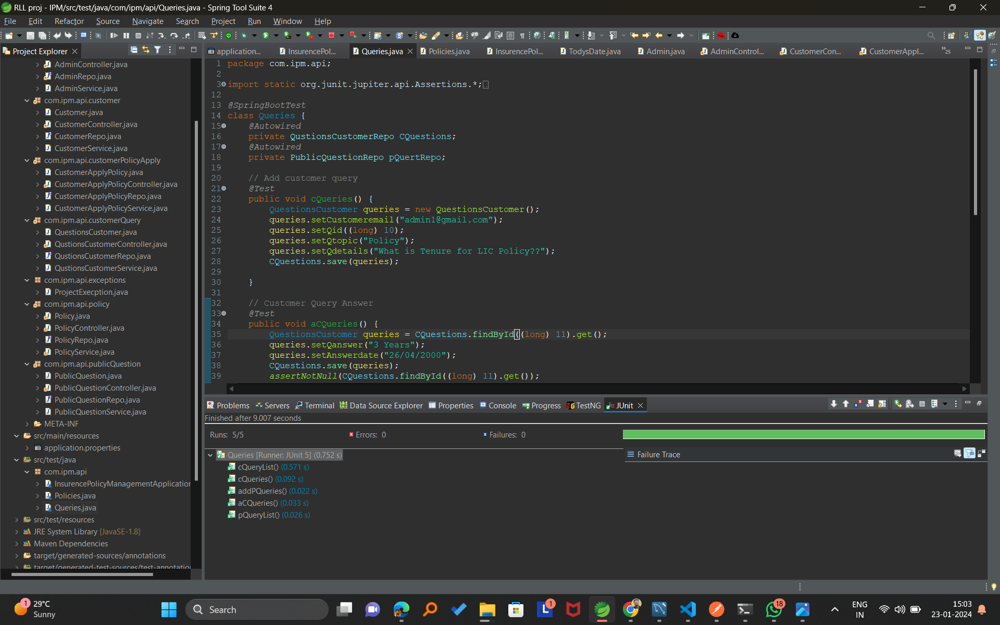 RLL proj - IPM/src/test/java/com/ipm/api/Queries.java - Spring Tool Suite 4
File Edit Refactor Source Navigate Search Project Run Window Help
Project Explorer
AdminController.java
AdminRepo.java
AdminService.java
com.ipm.api.customer
Customer.java
CustomerController.java
CustomerRepo.java
CustomerService.java
com.ipm.api.customerPolicyApply
CustomerApplyPolicy.java
CustomerApplyPolicyController.java
CustomerApplyPolicyRepo.java
CustomerApplyPolicyService.java
com.ipm.api.customerQuery
QuestionsCustomer.java
QustionsCustomerController.java
QustionsCustomerRepo.java
QustionsCustomerService.java
com.ipm.api.exceptions
ProjectExecption.java
com.ipm.api.policy
Policy.java
PolicyController.java
PolicyRepo.java
PolicyService.java
com.ipm.api.publicQuestion
PublicQuestion.java
PublicQuestionController.java
PublicQuestionRepo.java
PublicQuestionService.java
META-INF
src/main/resources
application.properties
src/test/java
com.ipm.api
InsurencePolicyManagementApplication
Policies.java
Queries.java
src/test/resources
JRE System Library [JavaSE-1.8]
Maven Dependencies
target/generated-sources/annotations
target/generated-test-sources/test-annotatio
application... InsurencePol... Queries.java Policies.java InsurencePol... TodysDate.java Admin.java AdminControl... CustomerCon... CustomerAppl... »25
1 package com.ipm.api;
2
3 import static org.junit.jupiter.api.Assertions.*;
12
13 @SpringBootTest
14 class Queries {
15 @Autowired
16 private QustionsCustomerRepo CQuestions;
17 @Autowired
18 private PublicQuestionRepo pQuertRepo;
19
20 // Add customer query
21 @Test
22 public void cQueries() {
23 QuestionsCustomer queries = new QuestionsCustomer();
24 queries.setCustomeremail("admin1@gmail.com");
25 queries.setQid((long) 10);
26 queries.setQtopic("Policy");
27 queries.setQdetails("What is Tenure for LIC Policy??");
28 CQuestions.save(queries);
29
30 }
31
32 // Customer Query Answer
33 @Test
34 public void aCQueries() {
35 QuestionsCustomer queries = CQuestions.findById((long) 11).get();
36 queries.setQanswer("3 Years");
37 queries.setAnswerdate("26/04/2000");
38 CQuestions.save(queries);
39 assertNotNull(CQuestions.findById((long) 11).get());
Problems Servers Terminal Data Source Explorer Properties Console Progress TestNG JUnit
Finished after 9.007 seconds
Runs: 5/5 Errors: 0 Failures: 0
Queries [Runner: JUnit 5] (0.752 s)
cQueryList() (0.571 s)
cQueries() (0.092 s)
addPQueries() (0.022 s)
aCQueries() (0.033 s)
pQueryList() (0.026 s)
Failure Trace
1 29°C
Sunny
Search
1
18
ENG
IN
15:03
23-01-2024